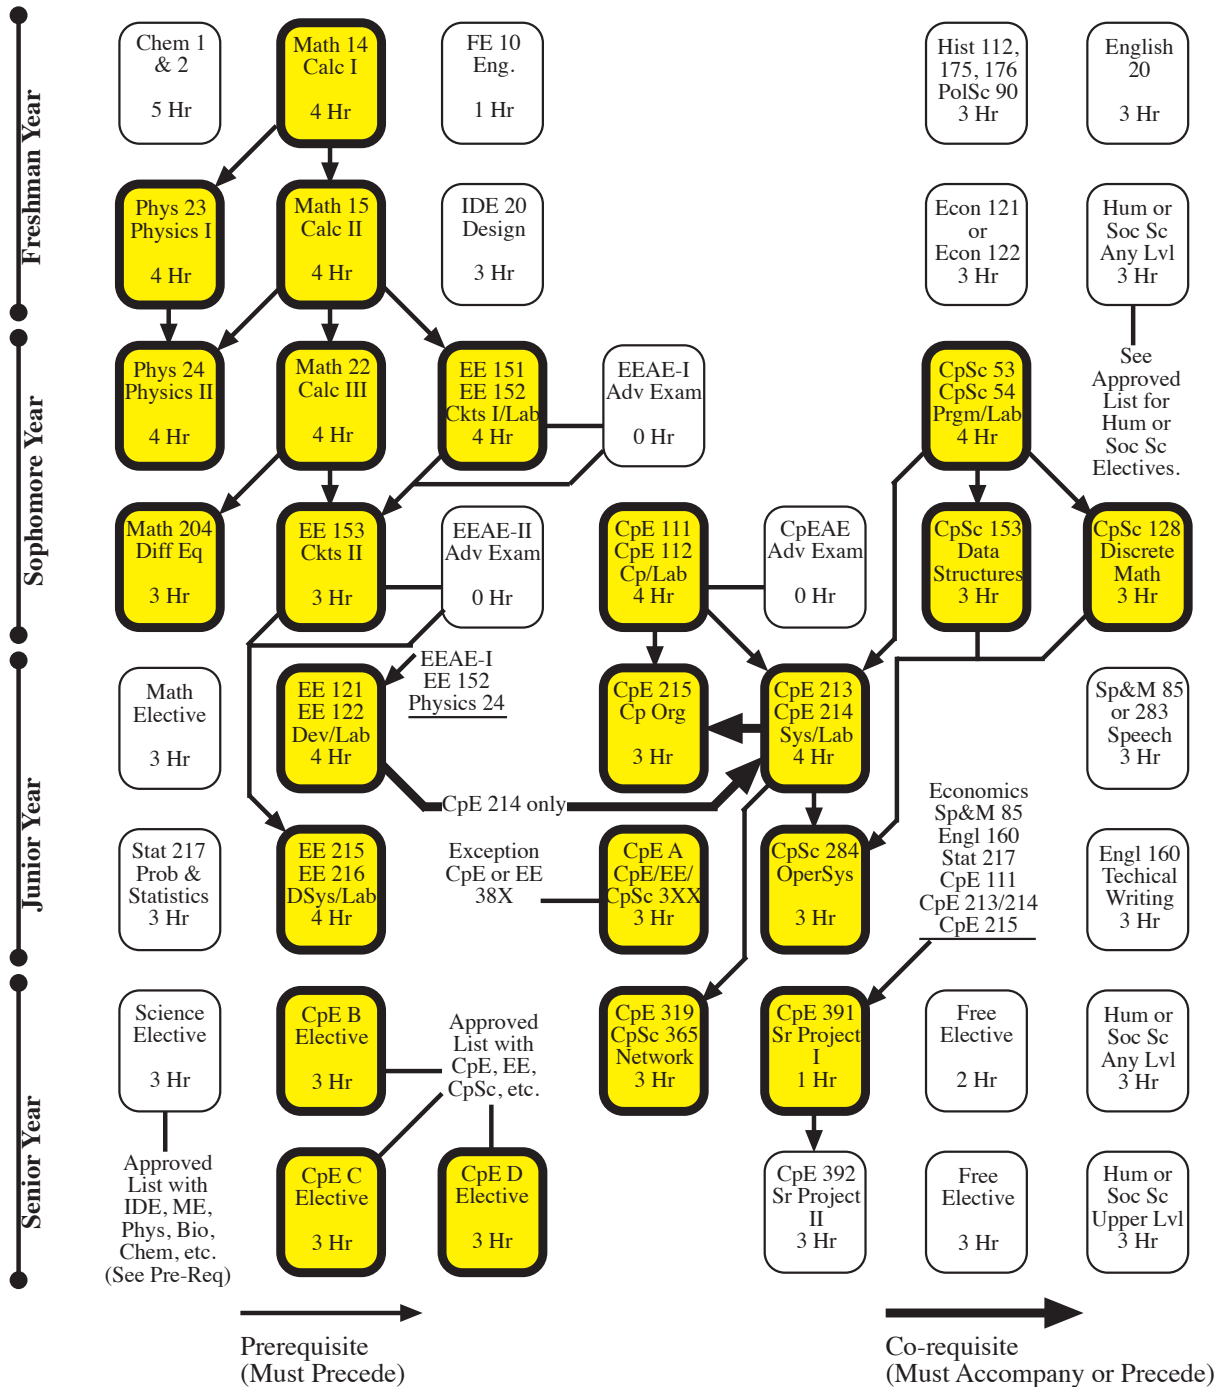 Freshman Year
Sophomore Year
Junior Year
Senior Year
Chem 1
& 2
5 Hr
Math 14
Calc I
4 Hr
FE 10
Eng.
1 Hr
Hist 112,
175, 176
PolSc 90
3 Hr
English
20
3 Hr
Phys 23
Physics I
4 Hr
Math 15
Calc II
4 Hr
IDE 20
Design
3 Hr
Econ 121
or
Econ 122
3 Hr
Hum or
Soc Sc
Any Lvl
3 Hr
Phys 24
Physics II
4 Hr
Math 22
Calc III
4 Hr
EE 151
EE 152
Ckts I/Lab
4 Hr
EEAE-I
Adv Exam
0 Hr
CpSc 53
CpSc 54
Prgm/Lab
4 Hr
See
Approved
List for
Hum or
Soc Sc
Electives.
Math 204
Diff Eq
3 Hr
EE 153
Ckts II
3 Hr
EEAE-II
Adv Exam
0 Hr
CpE 111
CpE 112
Cp/Lab
4 Hr
CpEAE
Adv Exam
0 Hr
CpSc 153
Data
Structures
3 Hr
CpSc 128
Discrete
Math
3 Hr
Math
Elective
3 Hr
EE 121
EE 122
Dev/Lab
4 Hr
EEAE-I
EE 152
Physics 24
CpE 215
Cp Org
3 Hr
CpE 213
CpE 214
Sys/Lab
4 Hr
Sp&M 85
or 283
Speech
3 Hr
CpE 214 only
Economics
Sp&M 85
Engl 160
Stat 217
CpE 111
CpE 213/214
CpE 215
Stat 217
Prob &
Statistics
3 Hr
EE 215
EE 216
DSys/Lab
4 Hr
Exception
CpE or EE
38X
CpE A
CpE/EE/
CpSc 3XX
3 Hr
CpSc 284
OperSys
3 Hr
Engl 160
Techical
Writing
3 Hr
Science
Elective
3 Hr
CpE B
Elective
3 Hr
Approved
List with
CpE, EE,
CpSc, etc.
CpE 319
CpSc 365
Network
3 Hr
CpE 391
Sr Project
I
1 Hr
Free
Elective
2 Hr
Hum or
Soc Sc
Any Lvl
3 Hr
Approved
List with
IDE, ME,
Phys, Bio,
Chem, etc.
(See Pre-Req)
CpE C
Elective
3 Hr
CpE D
Elective
3 Hr
CpE 392
Sr Project
II
3 Hr
Free
Elective
3 Hr
Hum or
Soc Sc
Upper Lvl
3 Hr
Prerequisite
(Must Precede)
Co-requisite
(Must Accompany or Precede)